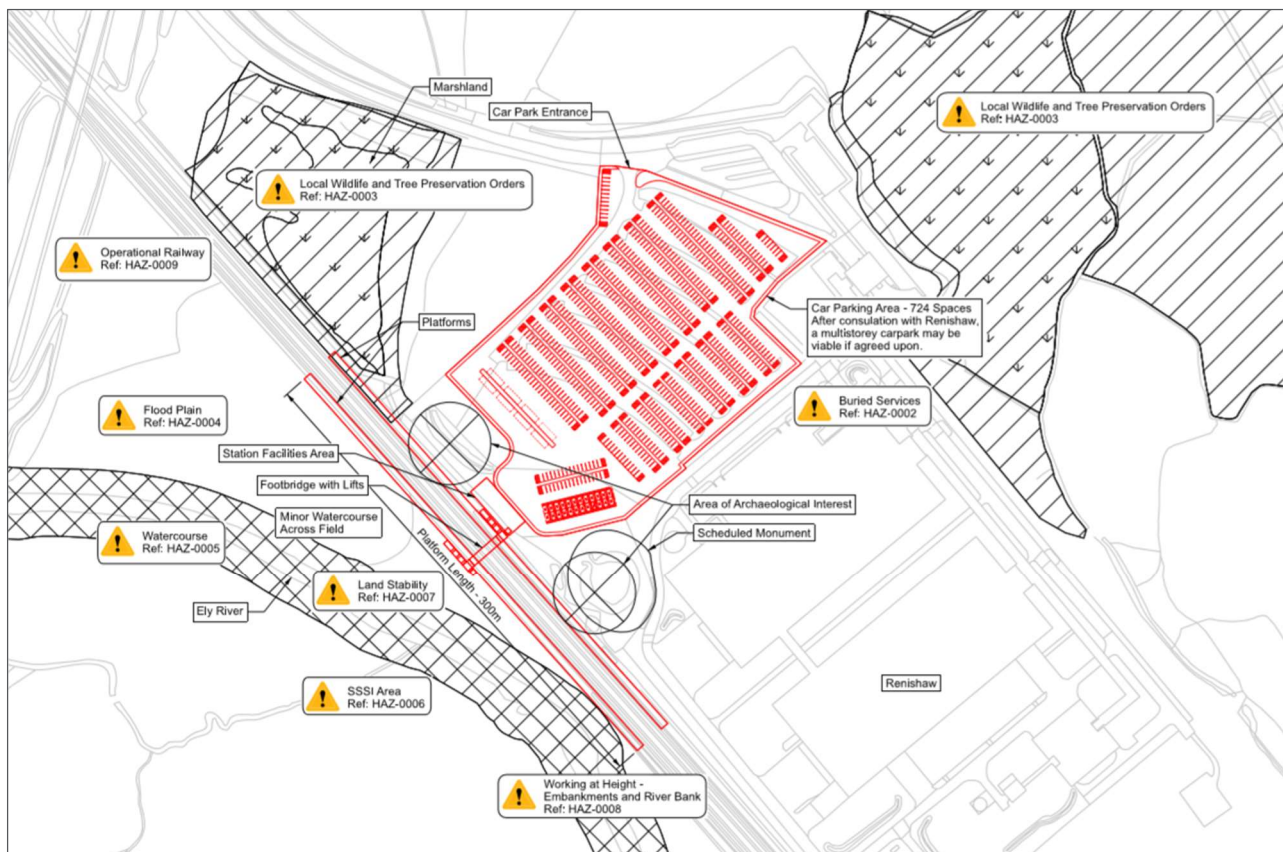 Marshland
Car Park Entrance
Local Wildlife and Tree Preservation Orders
Ref: HAZ-0003
Local Wildlife and Tree Preservation Orders
Ref: HAZ-0003
Operational Railway
Ref: HAZ-0009
Platforms
Car Parking Area - 724 Spaces
After consulation with Renishaw,
a multistorey carpark may be
viable if agreed upon.
Flood Plain
Ref: HAZ-0004
Buried Services
Ref: HAZ-0002
Station Facilities Area
Footbridge with Lifts
Area of Archaeological Interest
Minor Watercourse
Across Field
Scheduled Monument
Watercourse
Ref: HAZ-0005
Platform Length - 300m
Land Stability
Ref: HAZ-0007
Ely River
SSSI Area
Ref: HAZ-0006
Renishaw
Working at Height -
Embankments and River Bank
Ref: HAZ-0008